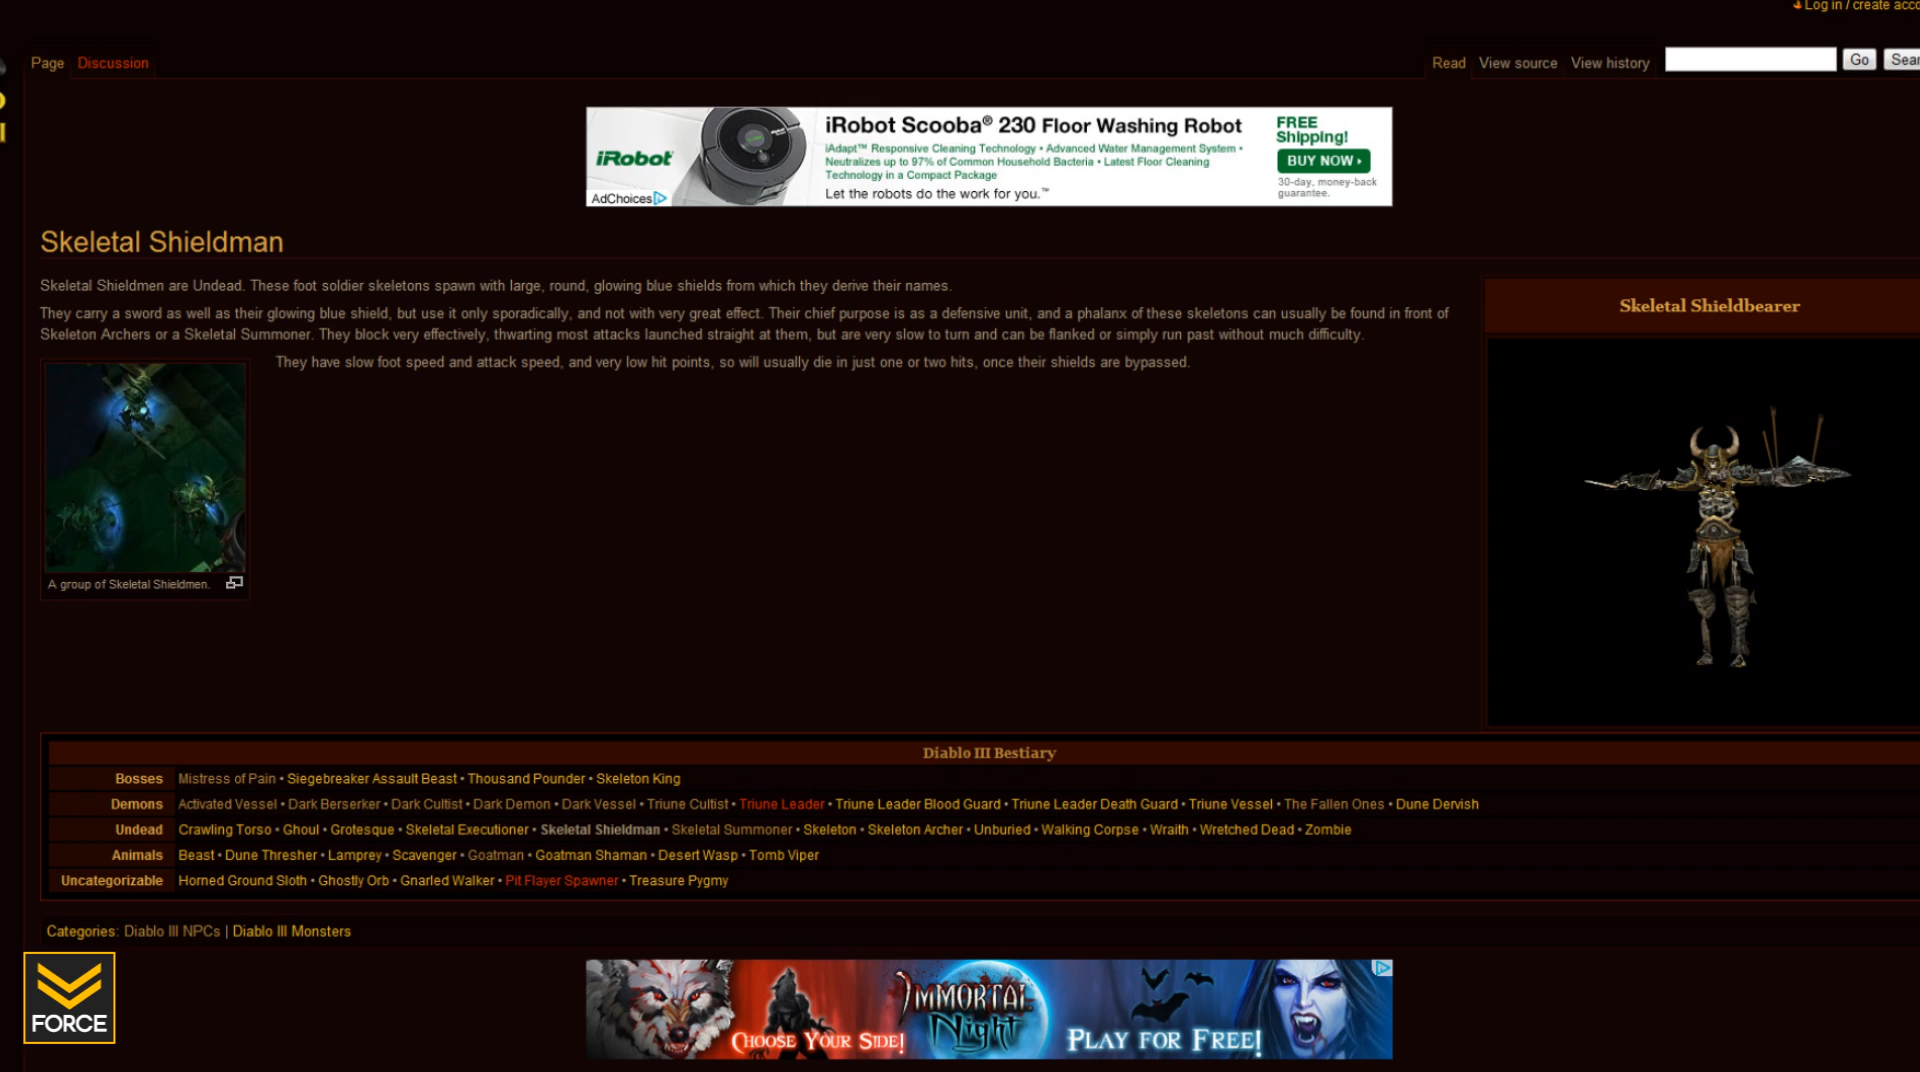 Log in / create
Page Discussion
Read View source View history Go
iRobot Scooba® 230 Floor Washing Robot
iAdapt™ Responsive Cleaning Technology • Advanced Water Management System •
Neutralizes up to 97% of Common Household Bacteria • Latest Floor Cleaning
Technology in a Compact Package
Let the robots do the work for you.™
iRobot
AdChoices
FREE
Shipping!
BUY NOW
30-day, money-back
guarantee.
Skeletal Shieldman
Skeletal Shieldmen are Undead. These foot soldier skeletons spawn with large, round, glowing blue shields from which they derive their names.
They carry a sword as well as their glowing blue shield, but use it only sporadically, and not with very great effect. Their chief purpose is as a defensive unit, and a phalanx of these skeletons can usually be found in front of
Skeleton Archers or a Skeletal Summoner. They block very effectively, thwarting most attacks launched straight at them, but are very slow to turn and can be flanked or simply run past without much difficulty.
They have slow foot speed and attack speed, and very low hit points, so will usually die in just one or two hits, once their shields are bypassed.
A group of Skeletal Shieldmen.
Skeletal Shieldbearer
Diablo III Bestiary
Bosses Mistress of Pain • Siegebreaker Assault Beast • Thousand Pounder • Skeleton King
Demons Activated Vessel • Dark Berserker • Dark Cultist • Dark Demon • Dark Vessel • Triune Cultist • Triune Leader • Triune Leader Blood Guard • Triune Leader Death Guard • Triune Vessel • The Fallen Ones • Dune Dervish
Undead Crawling Torso • Ghoul • Grotesque • Skeletal Executioner • Skeletal Shieldman • Skeletal Summoner • Skeleton • Skeleton Archer • Unburied • Walking Corpse • Wraith • Wretched Dead • Zombie
Animals Beast • Dune Thresher • Lamprey • Scavenger • Goatman • Goatman Shaman • Desert Wasp • Tomb Viper
Uncategorizable Horned Ground Sloth • Ghostly Orb • Gnarled Walker • Pit Flayer Spawner • Treasure Pygmy
Categories: Diablo III NPCs | Diablo III Monsters
FORCE
CHOOSE YOUR SIDE!
IMMORTAL
Night
PLAY FOR FREE!